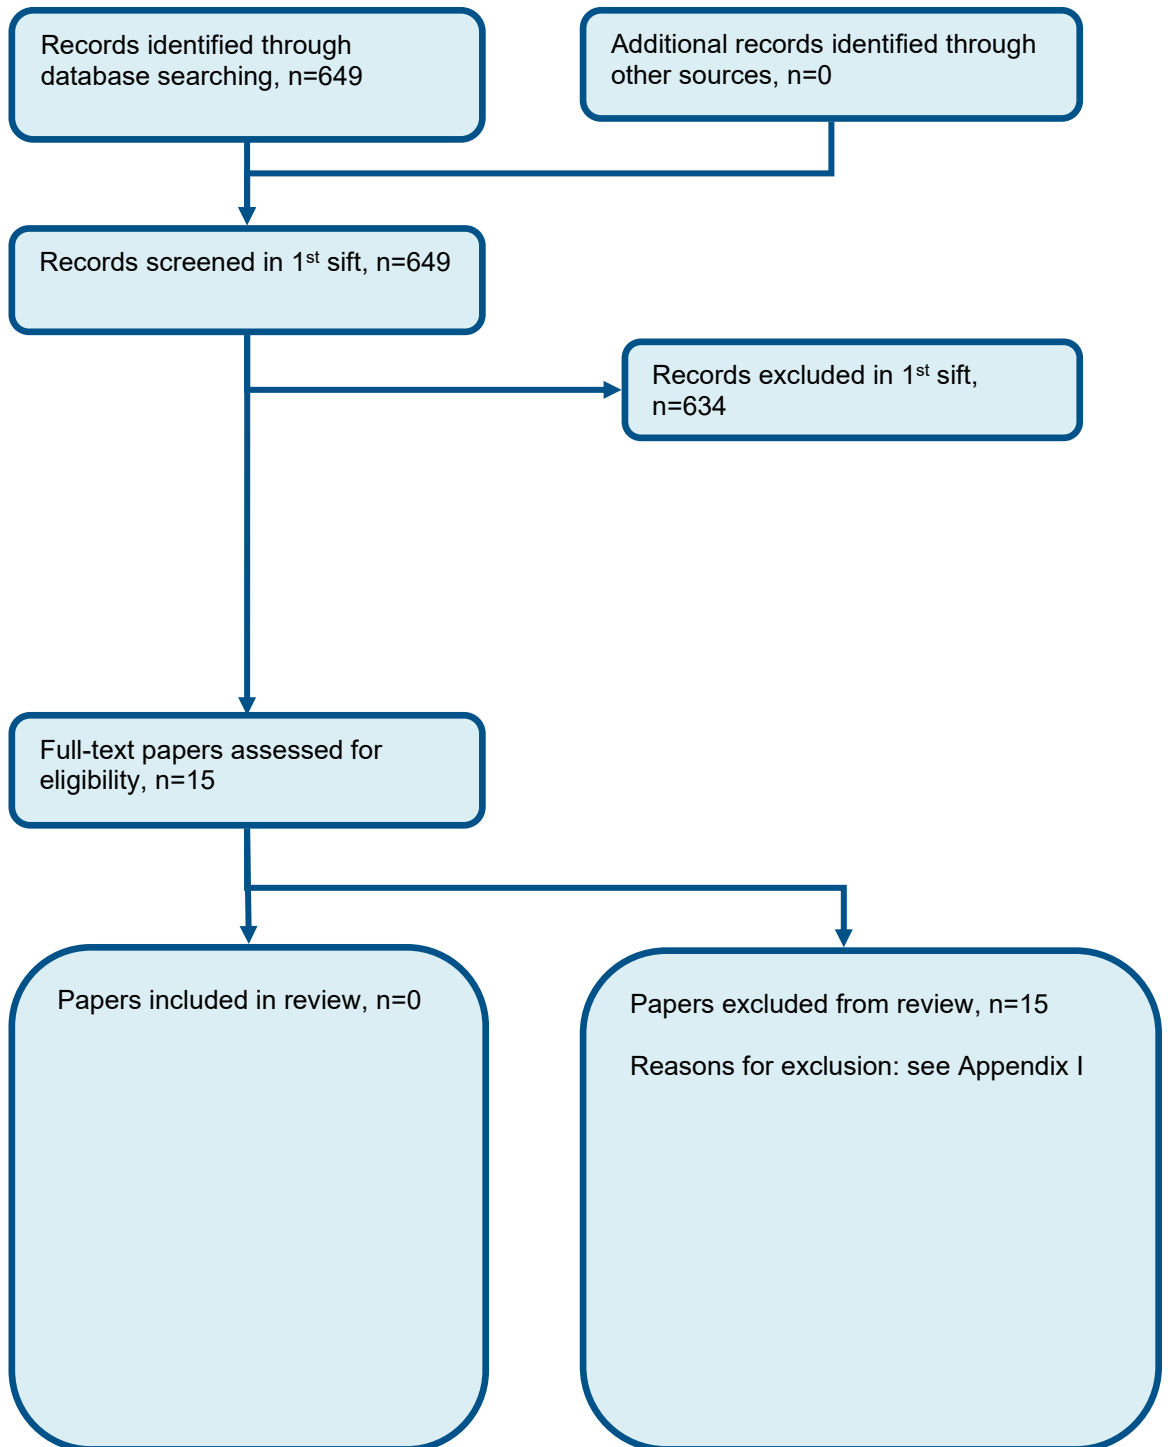 Records identified through
database searching, n=649
Additional records identified through
other sources, n=0
Records screened in 1st sift, n=649
Records excluded in 1st sift,
n=634
Full-text papers assessed for
eligibility, n=15
Papers included in review, n=0
Papers excluded from review, n=15
Reasons for exclusion: see Appendix I